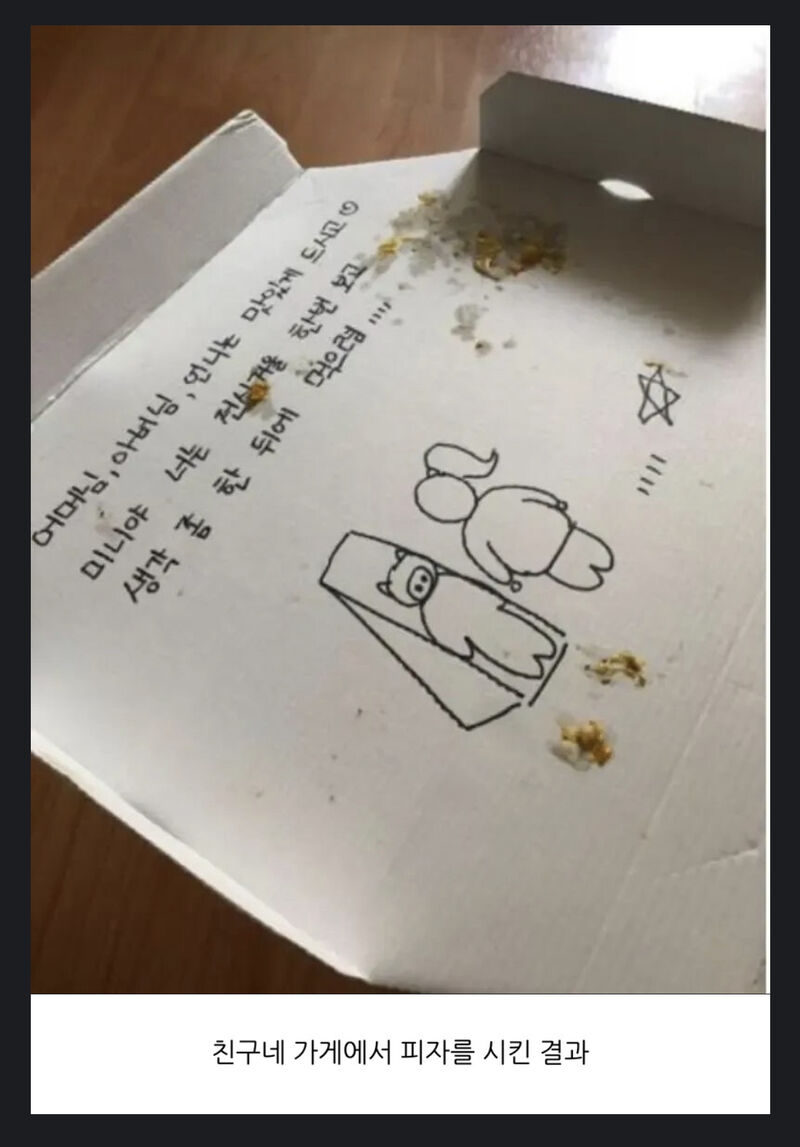 어머님, 아버님, 언니는 맛있게 드시고
미니야 너는 전신거울 한번 보고
생각 좀 한 뒤에 먹으렴 ....
친구네 가게에서 피자를 시킨 결과